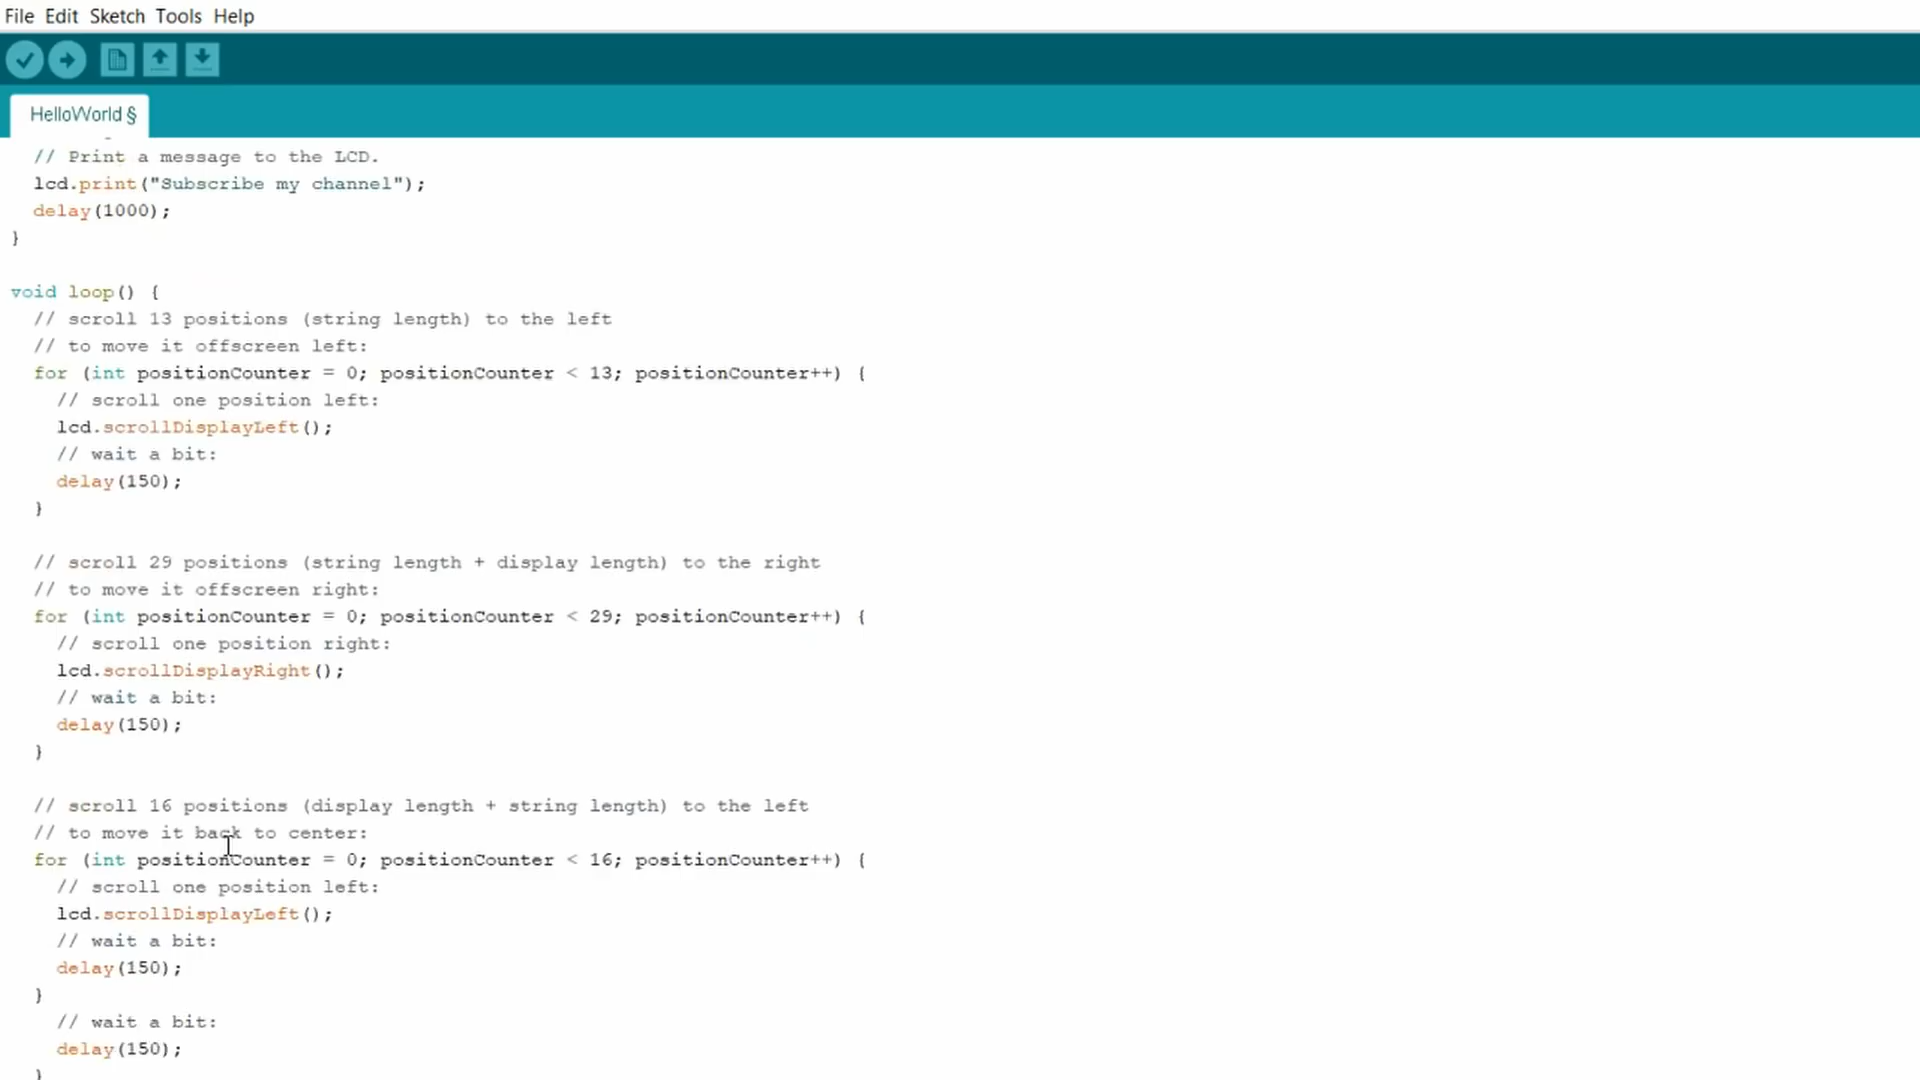 File Edit Sketch Tools Help
HelloWorld §
// Print a message to the LCD.
lcd.print("Subscribe my channel");
delay(1000);
}
void loop() {
// scroll 13 positions (string length) to the left
// to move it offscreen left:
for (int positionCounter = 0; positionCounter < 13; positionCounter++) {
// scroll one position left:
lcd.scrollDisplayLeft();
// wait a bit:
delay(150);
}
// scroll 29 positions (string length + display length) to the right
// to move it offscreen right:
for (int positionCounter = 0; positionCounter < 29; positionCounter++) {
// scroll one position right:
lcd.scrollDisplayRight();
// wait a bit:
delay(150);
}
// scroll 16 positions (display length + string length) to the left
// to move it back to center:
for (int positionCounter = 0; positionCounter < 16; positionCounter++) {
// scroll one position left:
lcd.scrollDisplayLeft();
// wait a bit:
delay(150);
}
// wait a bit:
delay(150);
}